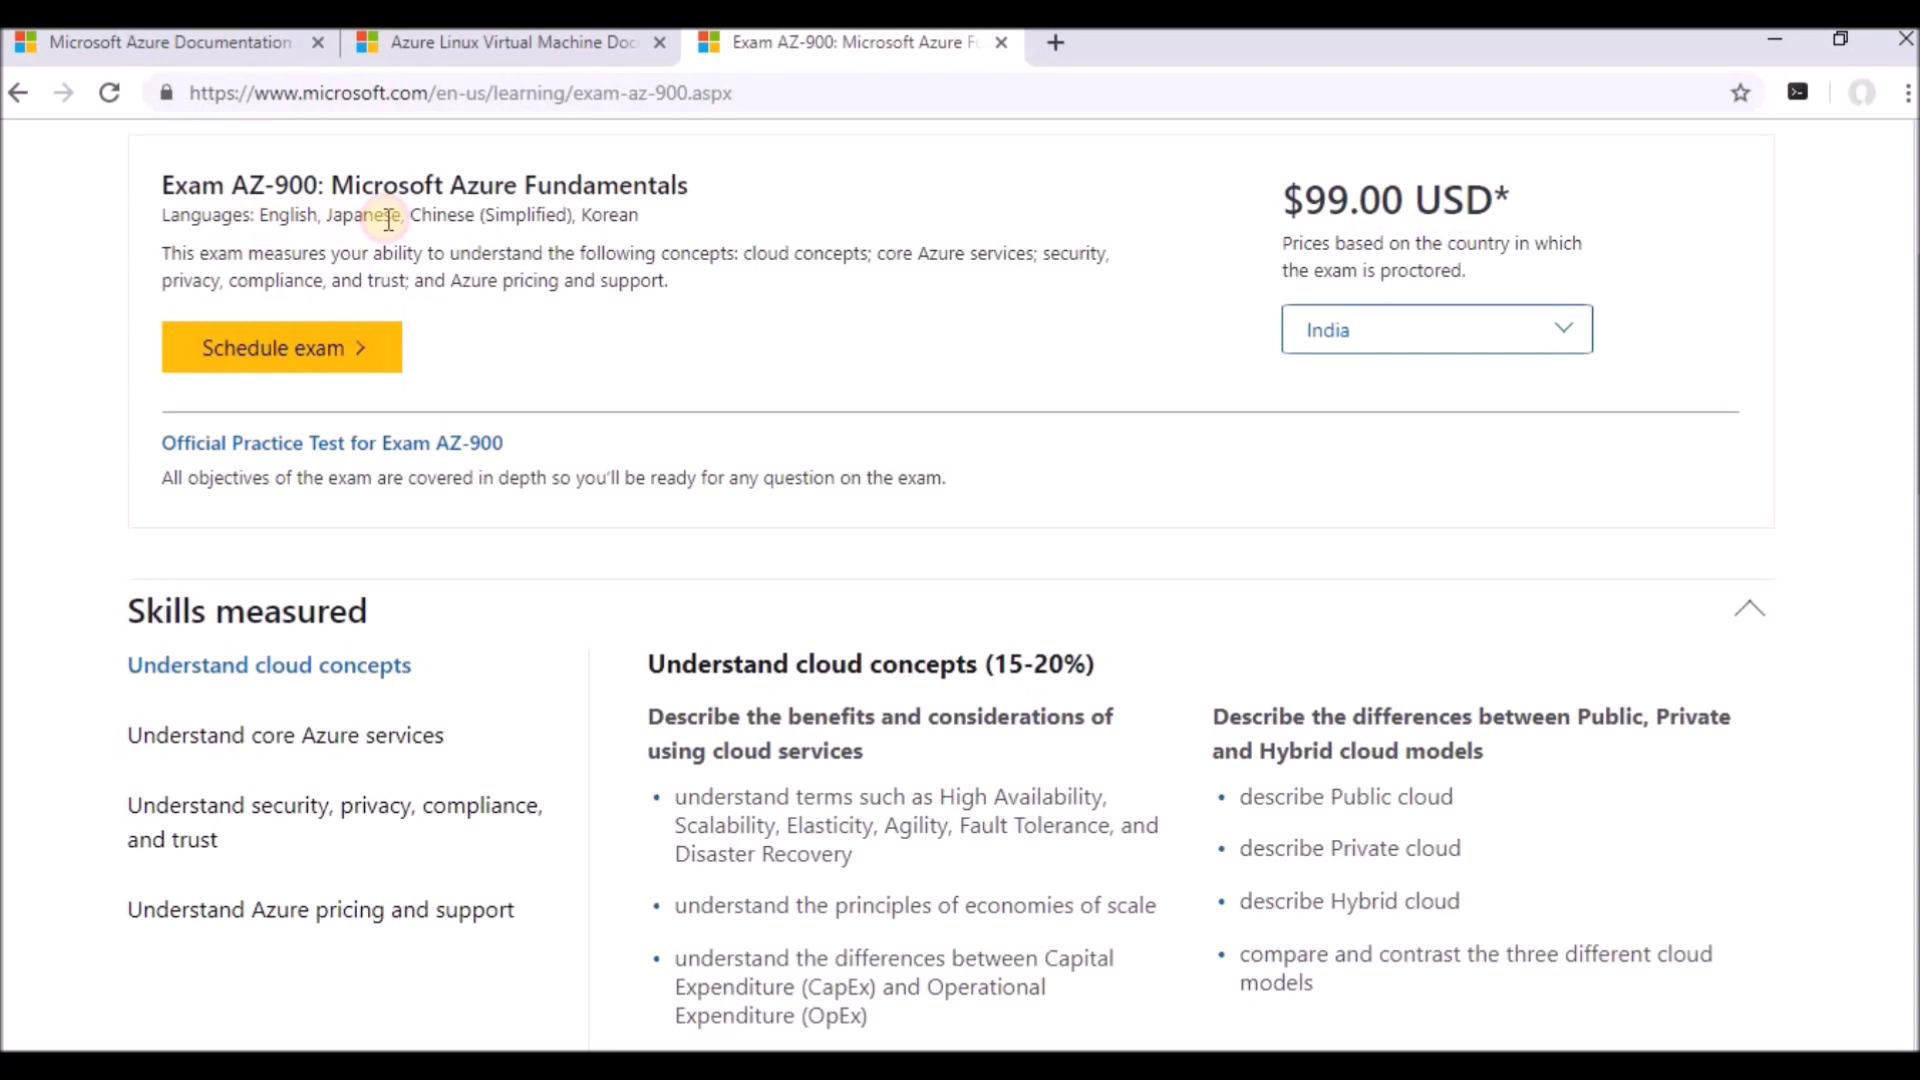 Microsoft Azure Documentation
Azure Linux Virtual Machine Doc
Exam AZ-900: Microsoft Azure F
https://www.microsoft.com/en-us/learning/exam-az-900.aspx
Exam AZ-900: Microsoft Azure Fundamentals
Languages: English, Japanese, Chinese (Simplified), Korean
This exam measures your ability to understand the following concepts: cloud concepts; core Azure services; security,
privacy, compliance, and trust; and Azure pricing and support.
Schedule exam
$99.00 USD*
Prices based on the country in which
the exam is proctored.
India
Official Practice Test for Exam AZ-900
All objectives of the exam are covered in depth so you'll be ready for any question on the exam.
Skills measured
Understand cloud concepts
Understand core Azure services
Understand security, privacy, compliance,
and trust
Understand Azure pricing and support
Understand cloud concepts (15-20%)
Describe the benefits and considerations of
using cloud services
• understand terms such as High Availability,
Scalability, Elasticity, Agility, Fault Tolerance, and
Disaster Recovery
• understand the principles of economies of scale
• understand the differences between Capital
Expenditure (CapEx) and Operational
Expenditure (OpEx)
Describe the differences between Public, Private
and Hybrid cloud models
• describe Public cloud
• describe Private cloud
• describe Hybrid cloud
• compare and contrast the three different cloud
models